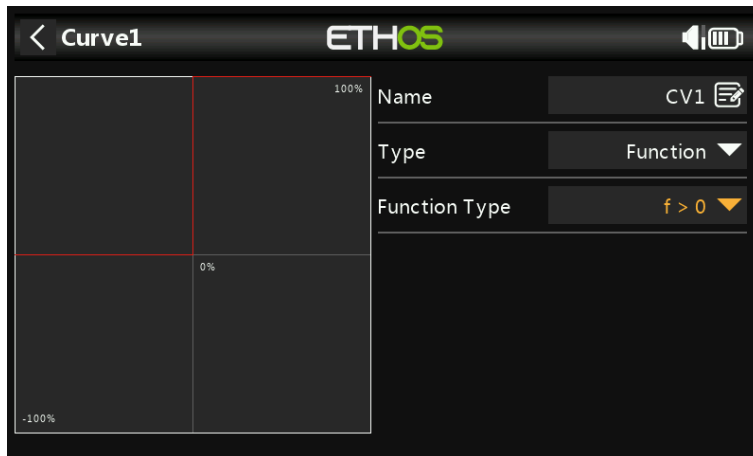 Curve1
ETHOS
100%
0%
-100%
Name CV1
Type Function
Function Type f > 0